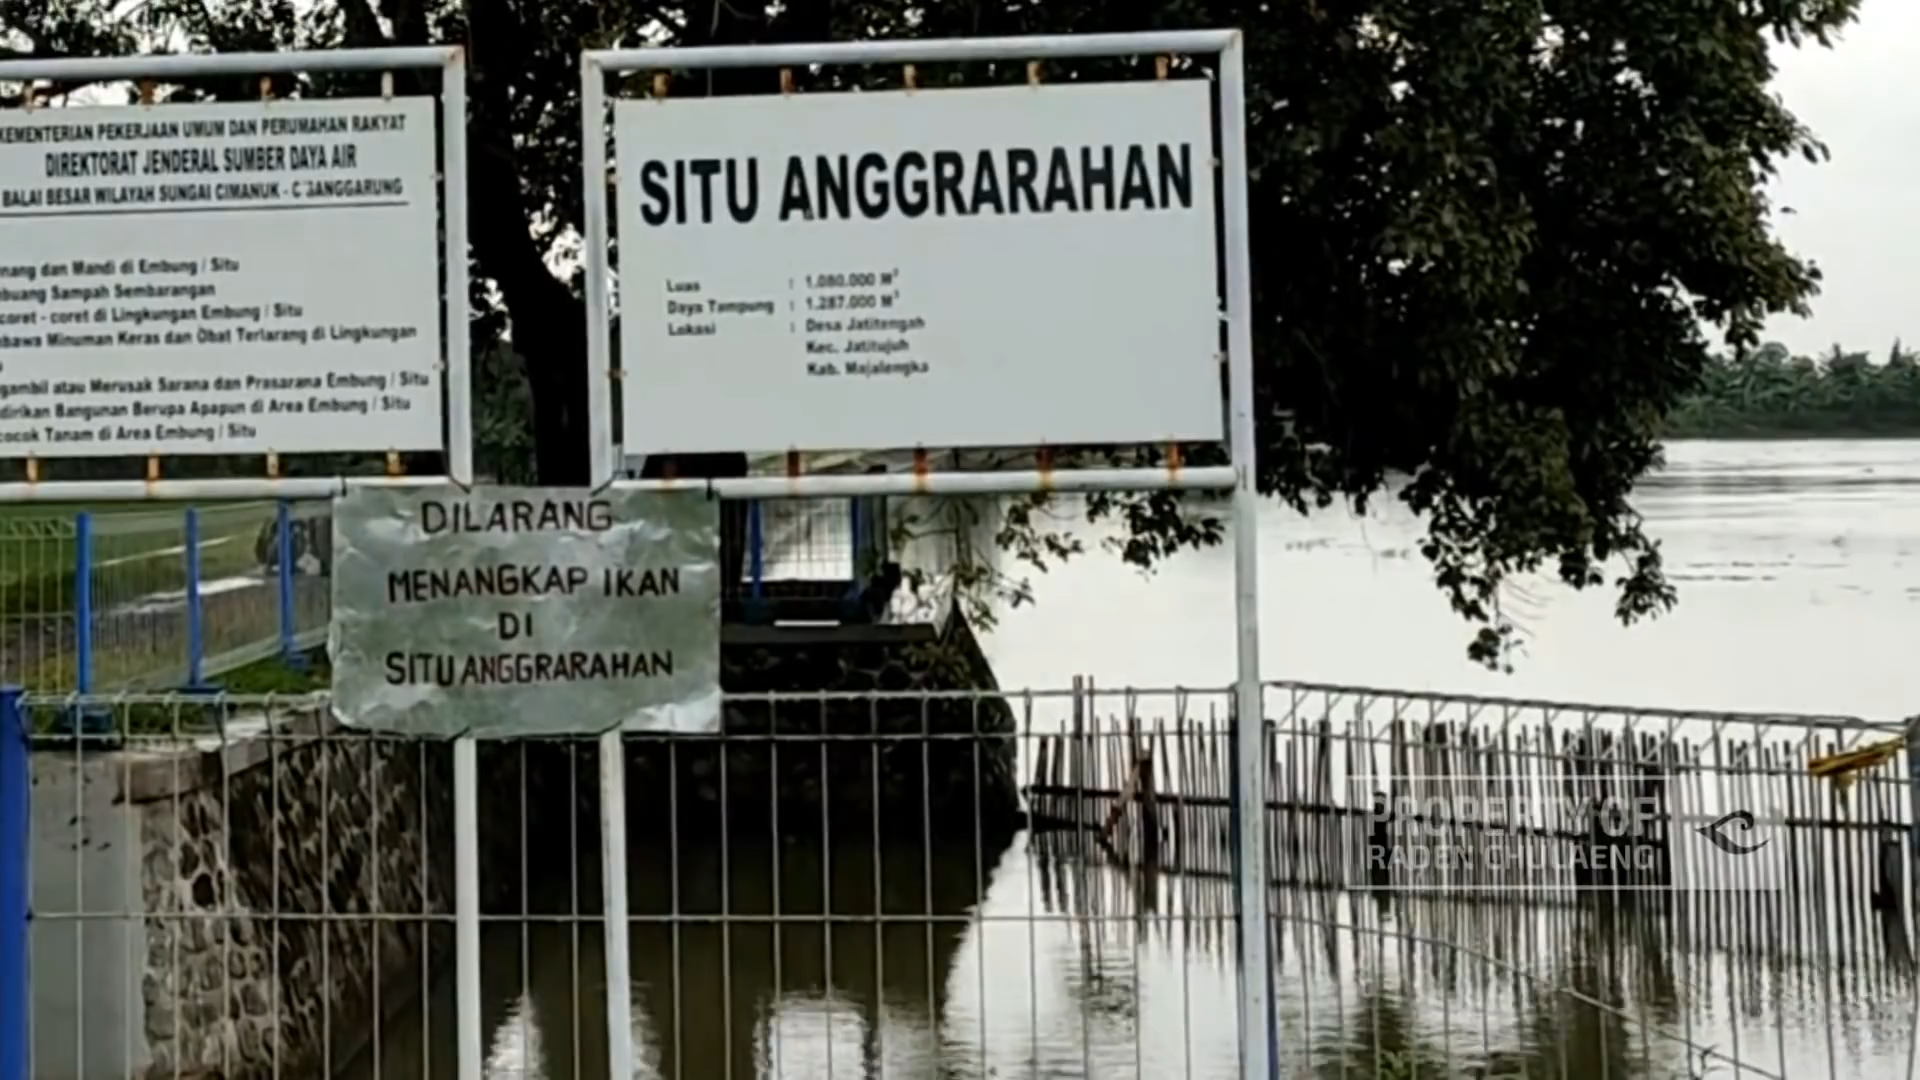 KEMENTERIAN PEKERJAAN UMUM DAN PERUMAHAN RAKYAT
DIREKTORAT JENDERAL SUMBER DAYA AIR
BALAI BESAR WILAYAH SUNGAI CIMANUK - CISANGGARUNG
nang dan Mandi di Embung / Situ
buang Sampah Sembarangan
coret - coret di Lingkungan Embung / Situ
bawa Minuman Keras dan Obat Terlarang di Lingkungan
gambil atau Merusak Sarana dan Prasarana Embung / Situ
dirikan Bangunan Berupa Apapun di Area Embung / Situ
cocok Tanam di Area Embung / Situ
SITU ANGGRARAHAN
Luas : 1.080.000 M²
Daya Tampung : 1.287.000 M³
Lokasi : Desa Jatitengah
Kec. Jatitujuh
Kab. Majalengka
DILARANG
MENANGKAP IKAN
DI
SITU ANGGRARAHAN
PROPERTY OF
RADEN CHULAENG